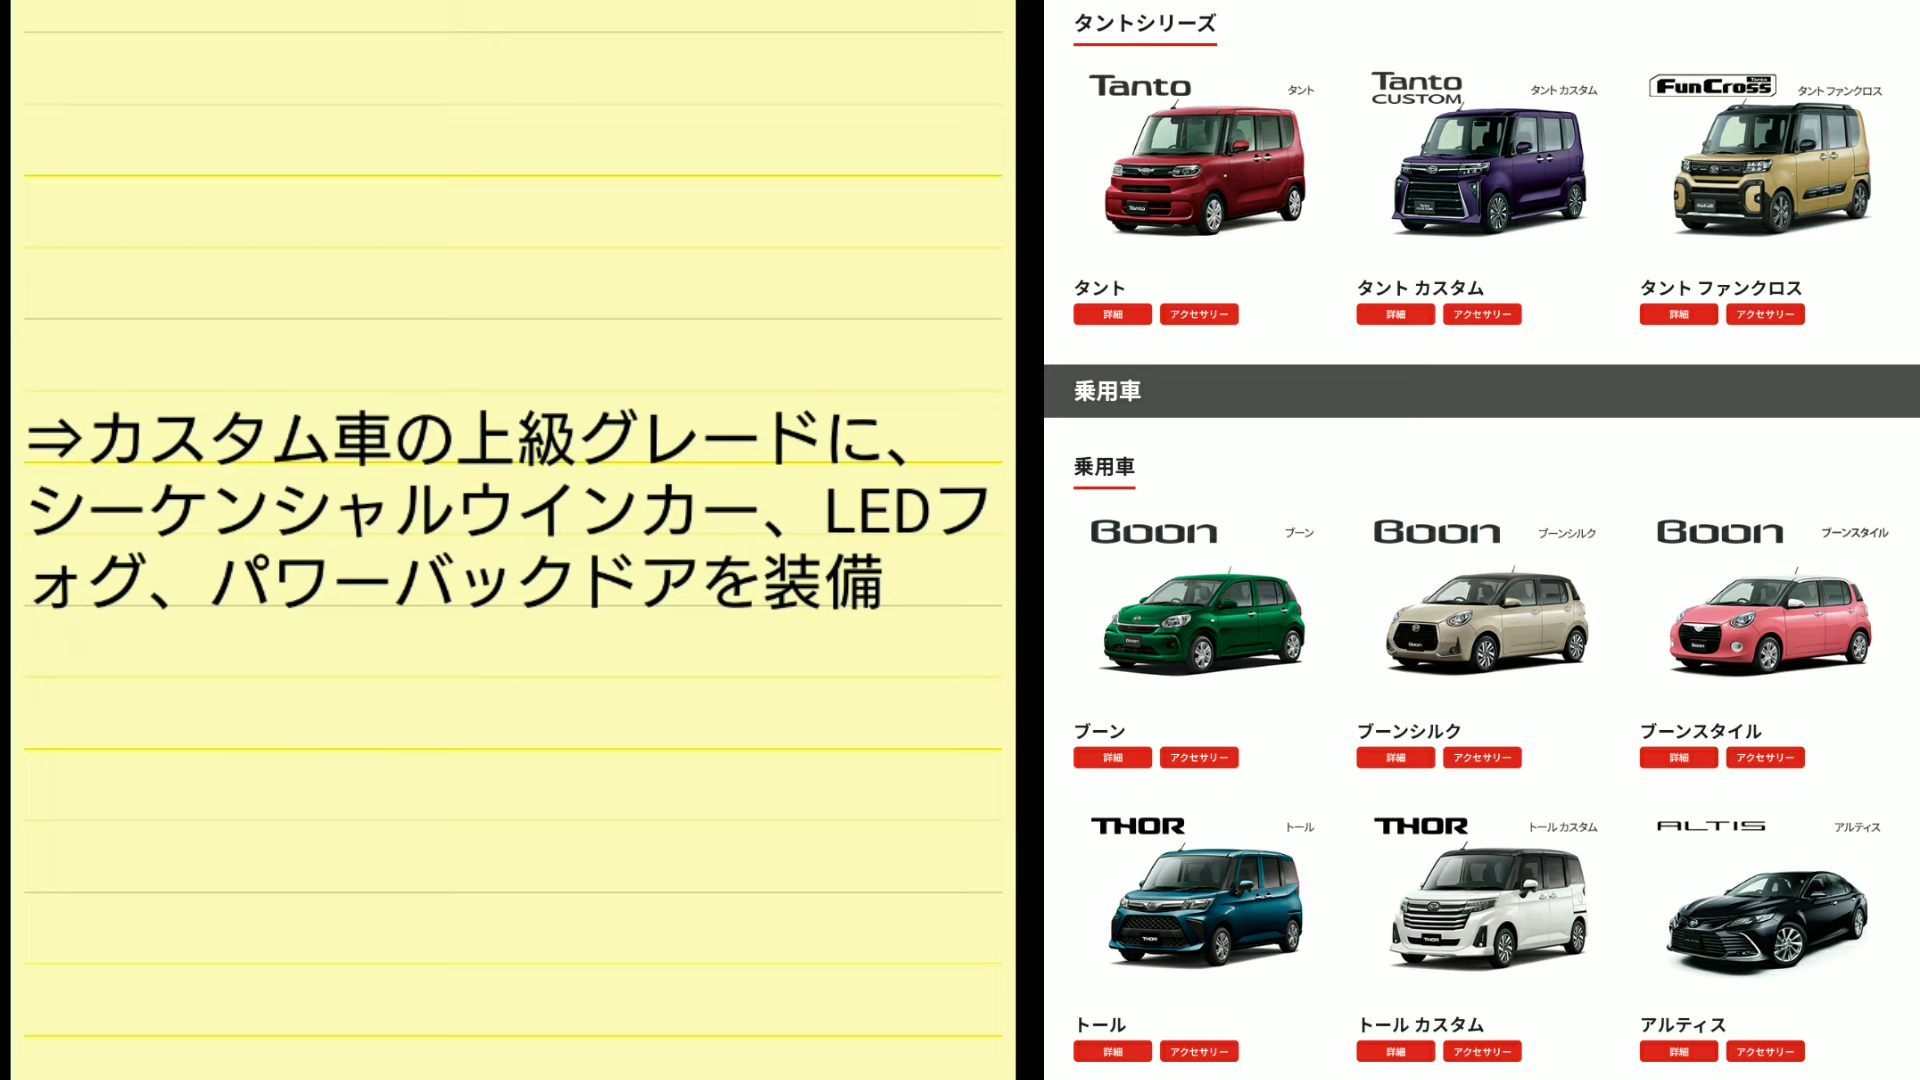 ⇒カスタム車の上級グレードに、
シーケンシャルウインカー、LEDフ
ォグ、パワーバックドアを装備
タントシリーズ
Tanto タント
Tanto CUSTOM タント カスタム
Tanto FunCross タント ファンクロス
タント
詳細 アクセサリー
タント カスタム
詳細 アクセサリー
タント ファンクロス
詳細 アクセサリー
乗用車
乗用車
Boon ブーン
Boon ブーンシルク
Boon ブーンスタイル
ブーン
詳細 アクセサリー
ブーンシルク
詳細 アクセサリー
ブーンスタイル
詳細 アクセサリー
THOR トール
THOR トール カスタム
ALTIS アルティス
トール
詳細 アクセサリー
トール カスタム
詳細 アクセサリー
アルティス
詳細 アクセサリー